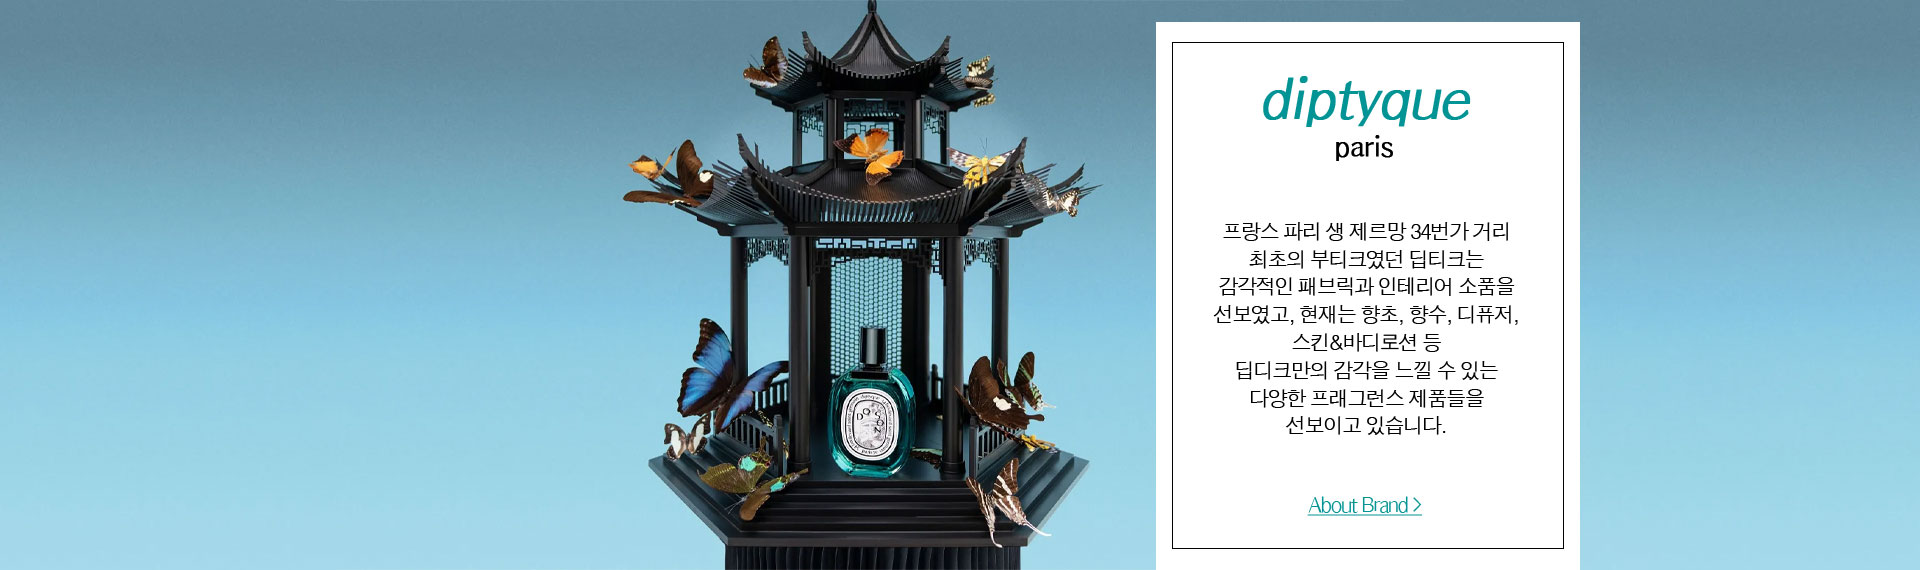 diptyque
paris
프랑스 파리 생 제르망 34번가 거리
최초의 부티크였던 딥티크는
감각적인 패브릭과 인테리어 소품을
선보였고, 현재는 향초, 향수, 디퓨저,
스킨&바디로션 등
딥디크만의 감각을 느낄 수 있는
다양한 프래그런스 제품들을
선보이고 있습니다.
About Brand >
DO SON